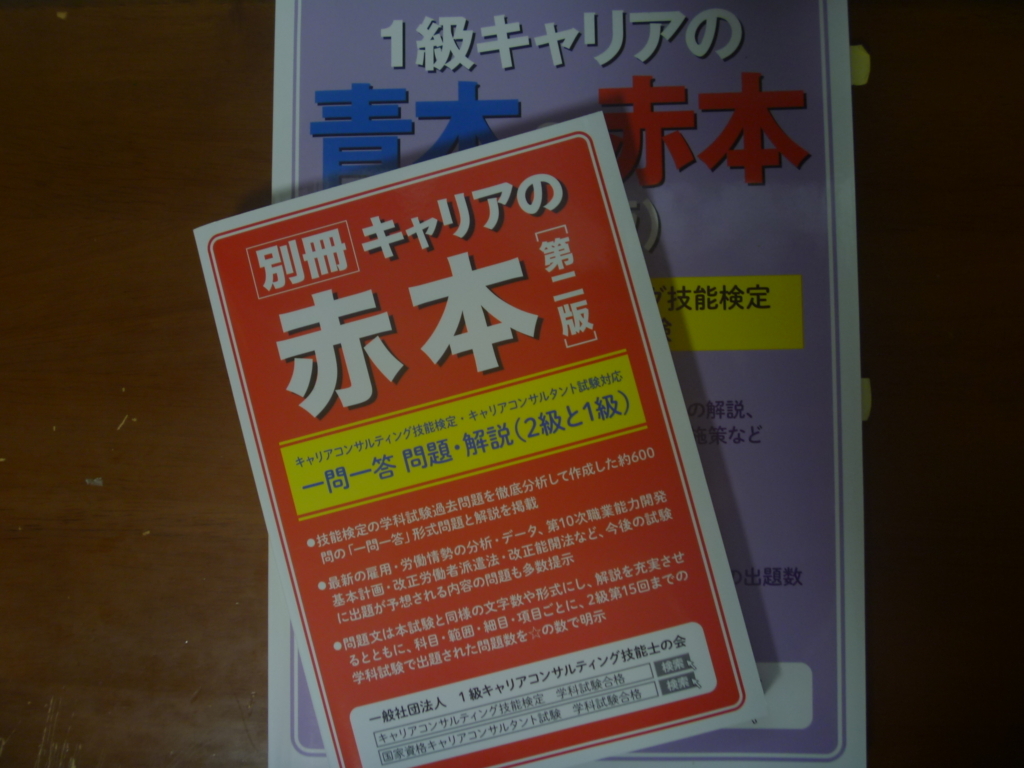 1級キャリアの
青本
赤本
技能検定
の解説、
施策など
の出題数
別冊
キャリアの
赤本
[第二版]
キャリアコンサルティング技能検定・キャリアコンサルタント試験対応
一問一答 問題・解説(2級と1級)
●技能検定の学科試験過去問題を徹底分析して作成した約600
問の「一問一答」形式問題と解説を掲載
●最新の雇用・労働情勢の分析・データ、第10次職業能力開発
基本計画・改正労働者派遣法・改正能開法など、今後の試験
に出題が予想される内容の問題も多数提示
●問題文は本試験と同様の文字数や形式にし、解説を充実させ
るとともに、科目・範囲・細目・項目ごとに、2級第15回までの
学科試験で出題された問題数を☆の数で明示
一般社団法人 1級キャリアコンサルティング技能士の会
キャリアコンサルティング技能検定 学科試験合格 検索
国家資格キャリアコンサルタント試験 学科試験合格 検索